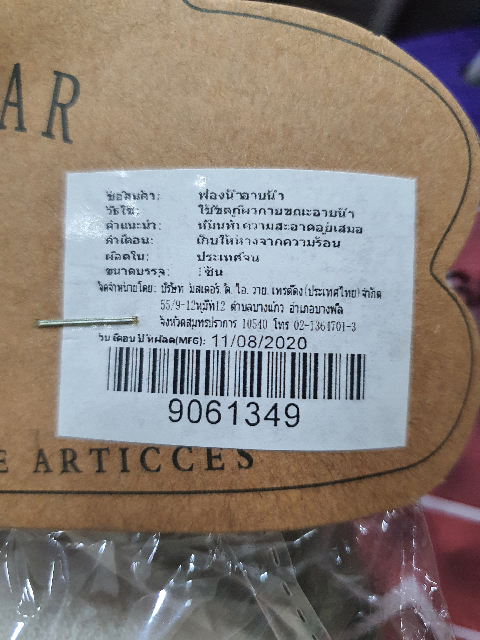 AR
ชื่อสินค้า: ฟองน้ำอาบน้ำ
วิธีใช้: ใช้ขัดถูผิวกายขณะอาบน้ำ
คำแนะนำ: หมั่นทำความสะอาดอยู่เสมอ
คำเตือน: เก็บให้ห่างจากความร้อน
ผลิตใน: ประเทศจีน
ขนาดบรรจุ: 1ชิ้น
จัดจำหน่ายโดย: บริษัท มิสเตอร์. ดี. ไอ. วาย. เทรดดิ้ง(ประเทศไทย)จำกัด
55/9-12หมู่ที่12 ตำบลบางแก้ว อำเภอบางพลี
จังหวัดสมุทรปราการ 10540 โทร 02-1361701-3
วัน เดือน ปี ที่ผลิต(MFG): 11/08/2020
9061349
E ARTICCES